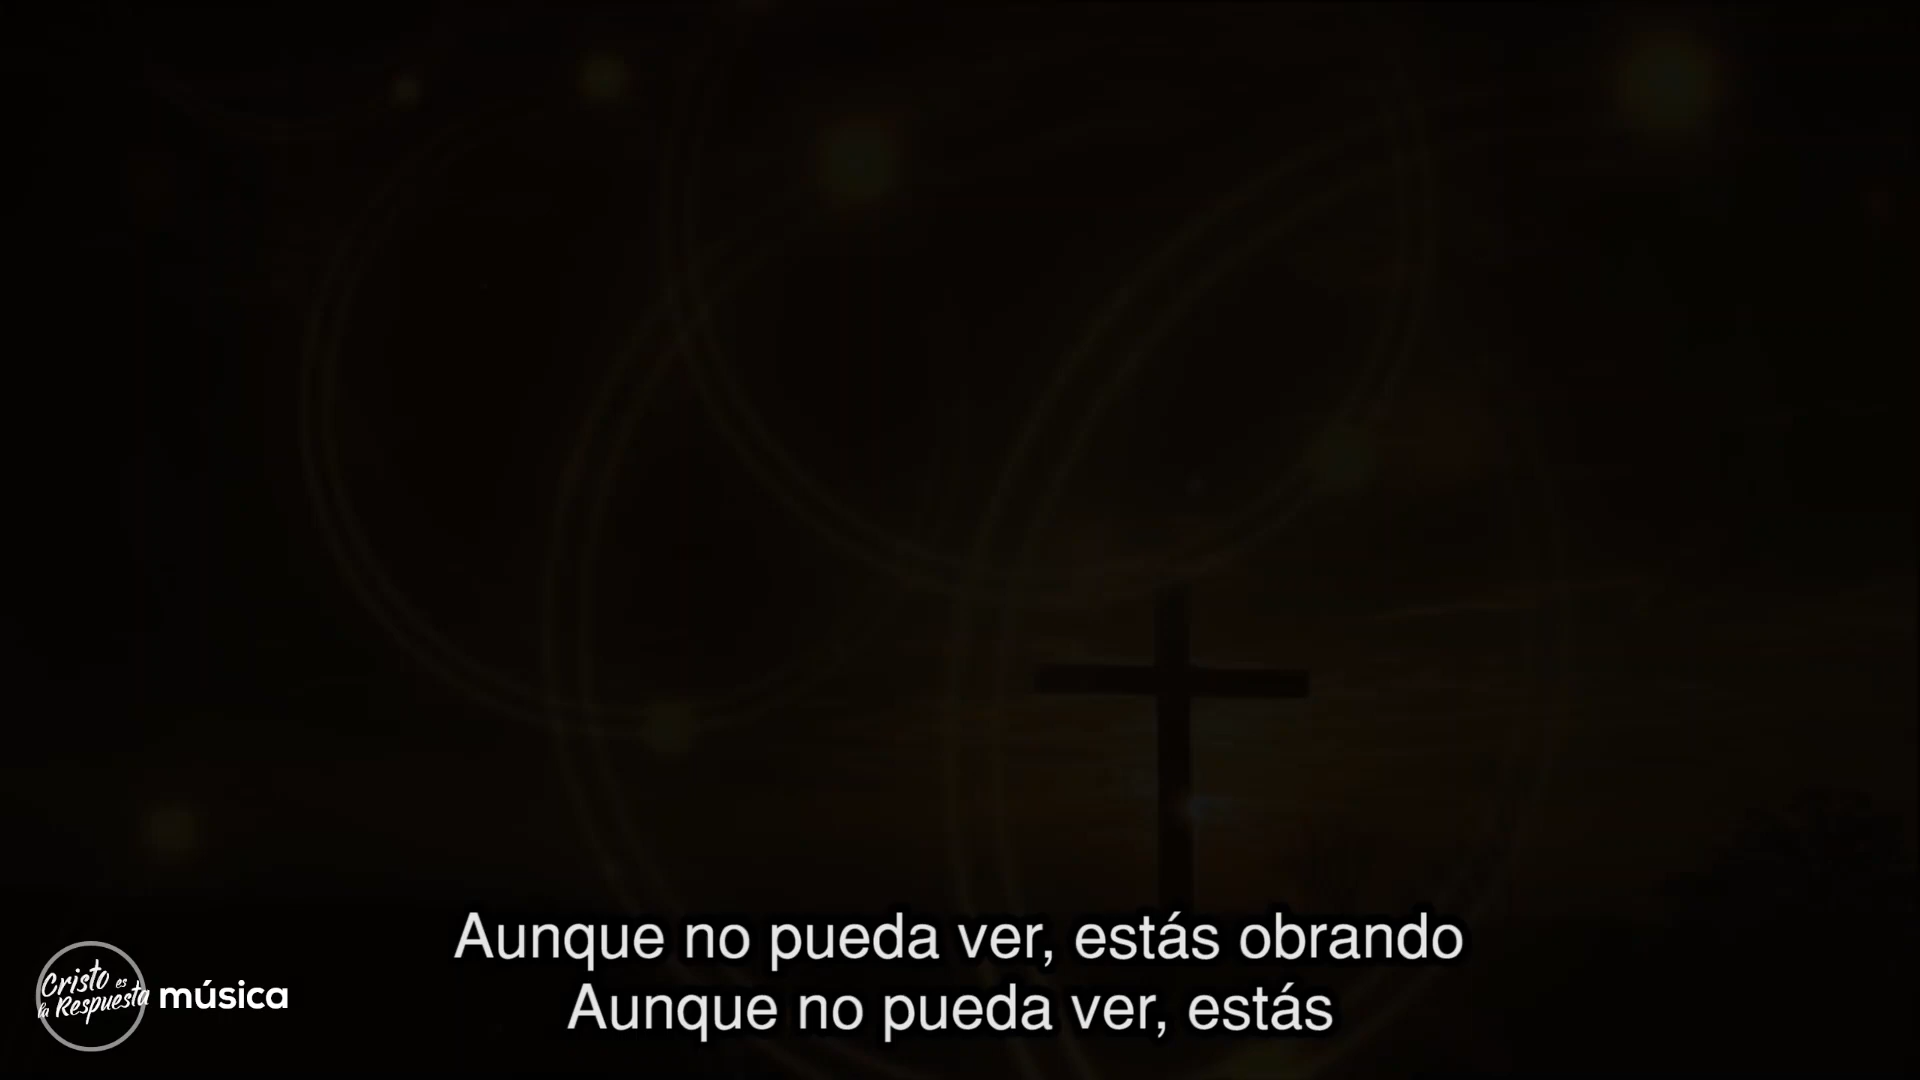 Aunque no pueda ver, estás obrando
Aunque no pueda ver, estás
Cristo es
la Respuesta
música